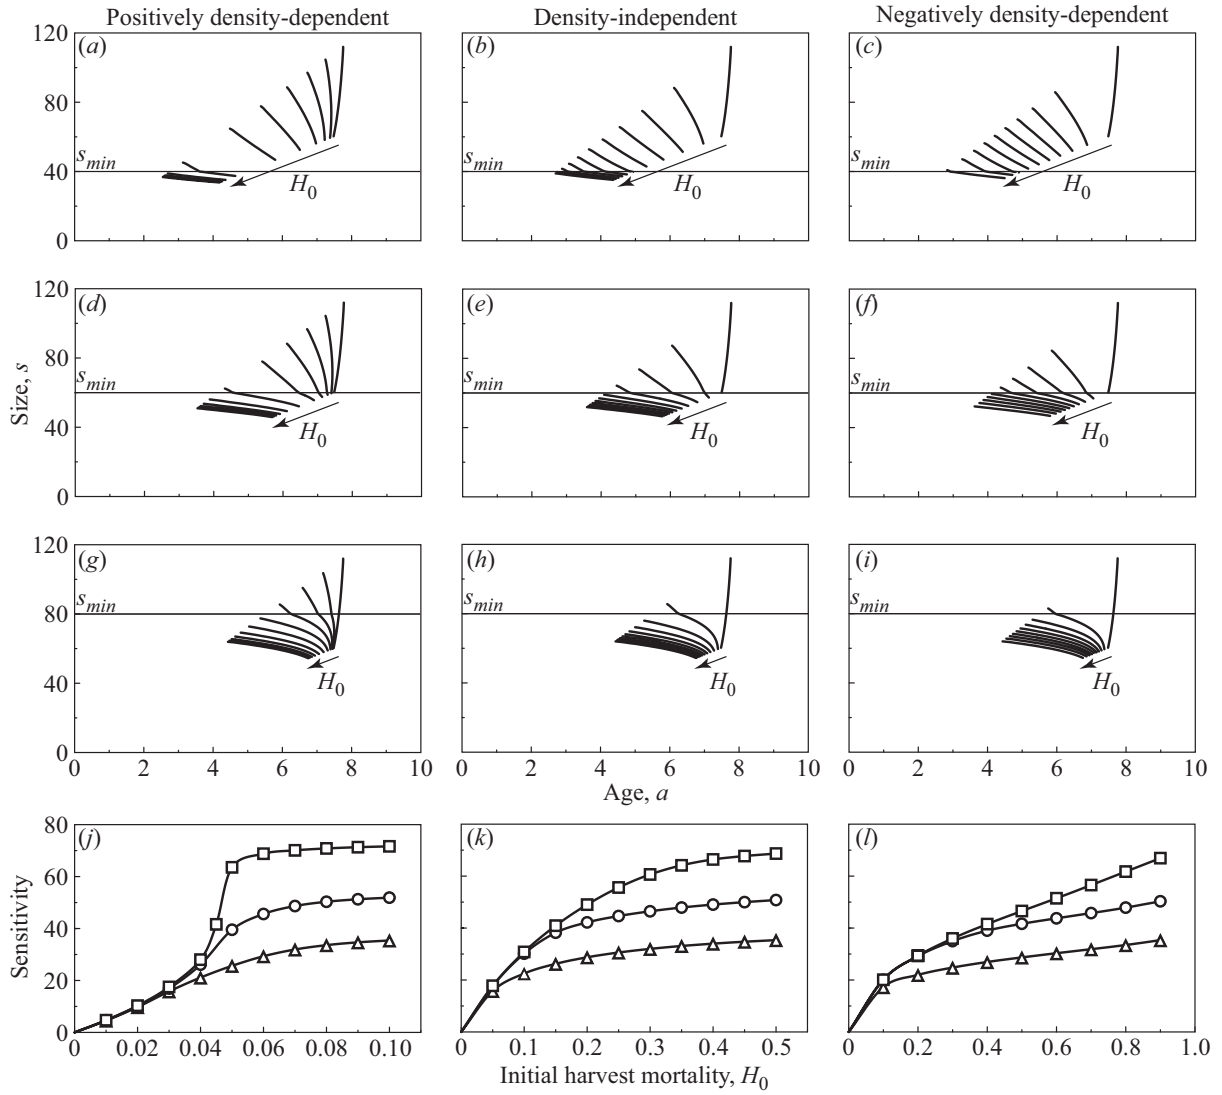 Positively density-dependent
Density-independent
Negatively density-dependent
120
80
40
0
(a)
s_min
H_0
(b)
s_min
H_0
(c)
s_min
H_0
Size, s
120
80
40
0
(d)
s_min
H_0
(e)
s_min
H_0
(f)
s_min
H_0
120
80
40
0
(g)
s_min
H_0
(h)
s_min
H_0
(i)
s_min
H_0
0 2 4 6 8 10
0 2 4 6 8 10
0 2 4 6 8 10
Age, a
Sensitivity
80
60
40
20
0
(j)
(k)
(l)
0 0.02 0.04 0.06 0.08 0.10
0 0.1 0.2 0.3 0.4 0.5
0 0.2 0.4 0.6 0.8 1.0
Initial harvest mortality, H_0